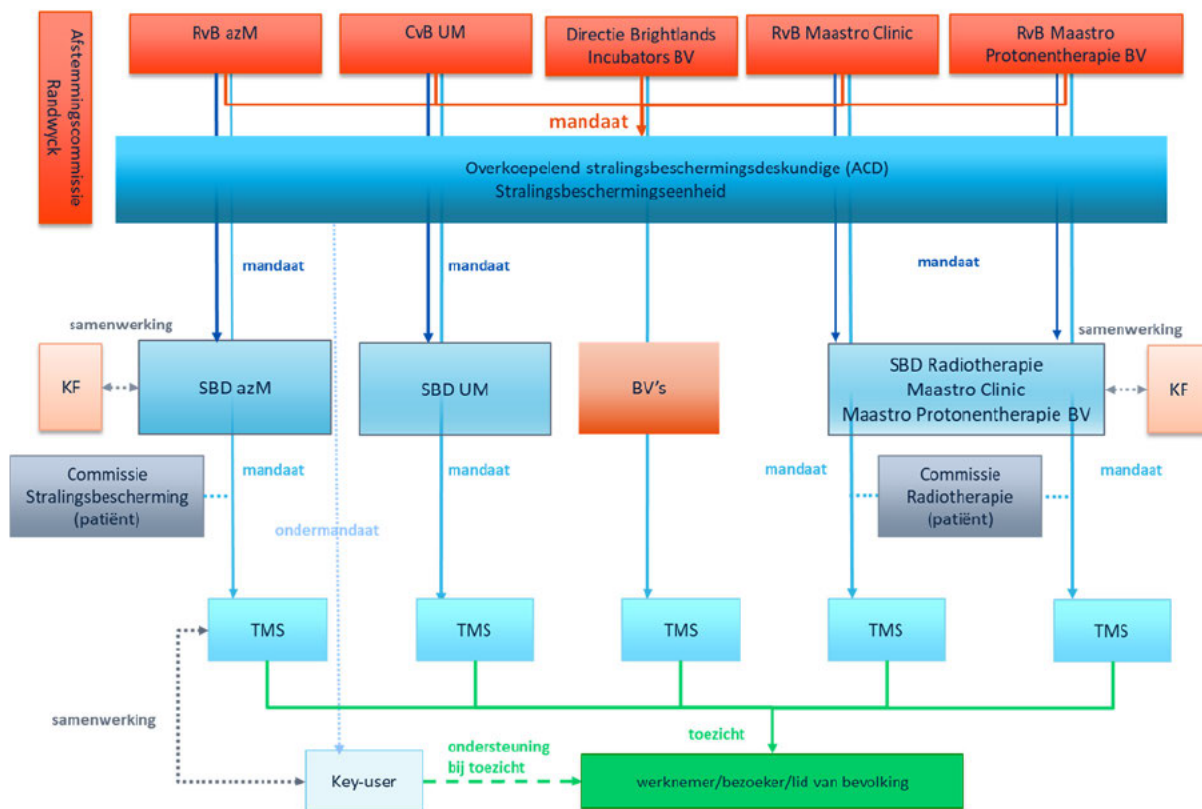 Afstemmingscommissie
Randwyck
RvB azM
CvB UM
Directie Brightlands
Incubators BV
RvB Maastro Clinic
RvB Maastro
Protonentherapie BV
mandaat
Overkoepelend stralingsbeschermingsdeskundige (ACD)
Stralingsbeschermingseenheid
mandaat
mandaat
mandaat
samenwerking
samenwerking
KF
SBD azM
SBD UM
BV's
SBD Radiotherapie
Maastro Clinic
Maastro Protonentherapie BV
KF
Commissie
Stralingsbescherming
(patiënt)
mandaat
mandaat
mandaat
Commissie
Radiotherapie
(patiënt)
mandaat
ondermandaat
TMS
TMS
TMS
TMS
TMS
samenwerking
toezicht
ondersteuning
bij toezicht
Key-user
werknemer/bezoeker/lid van bevolking